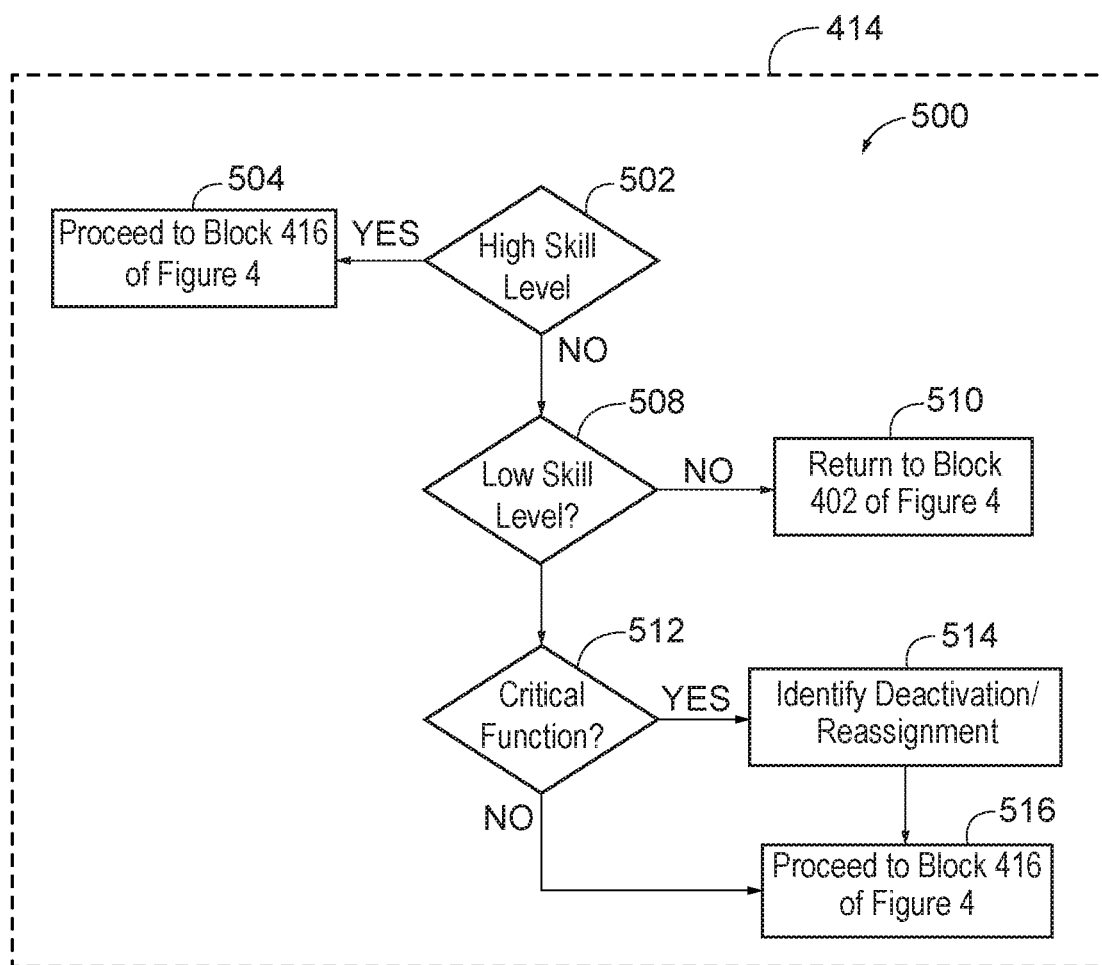 414
500
504
502
Proceed to Block 416
of Figure 4
YES
High Skill
Level
NO
508
510
Low Skill
Level?
NO
Return to Block
402 of Figure 4
512
514
Critical
Function?
YES
Identify Deactivation/
Reassignment
NO
516
Proceed to Block 416
of Figure 4